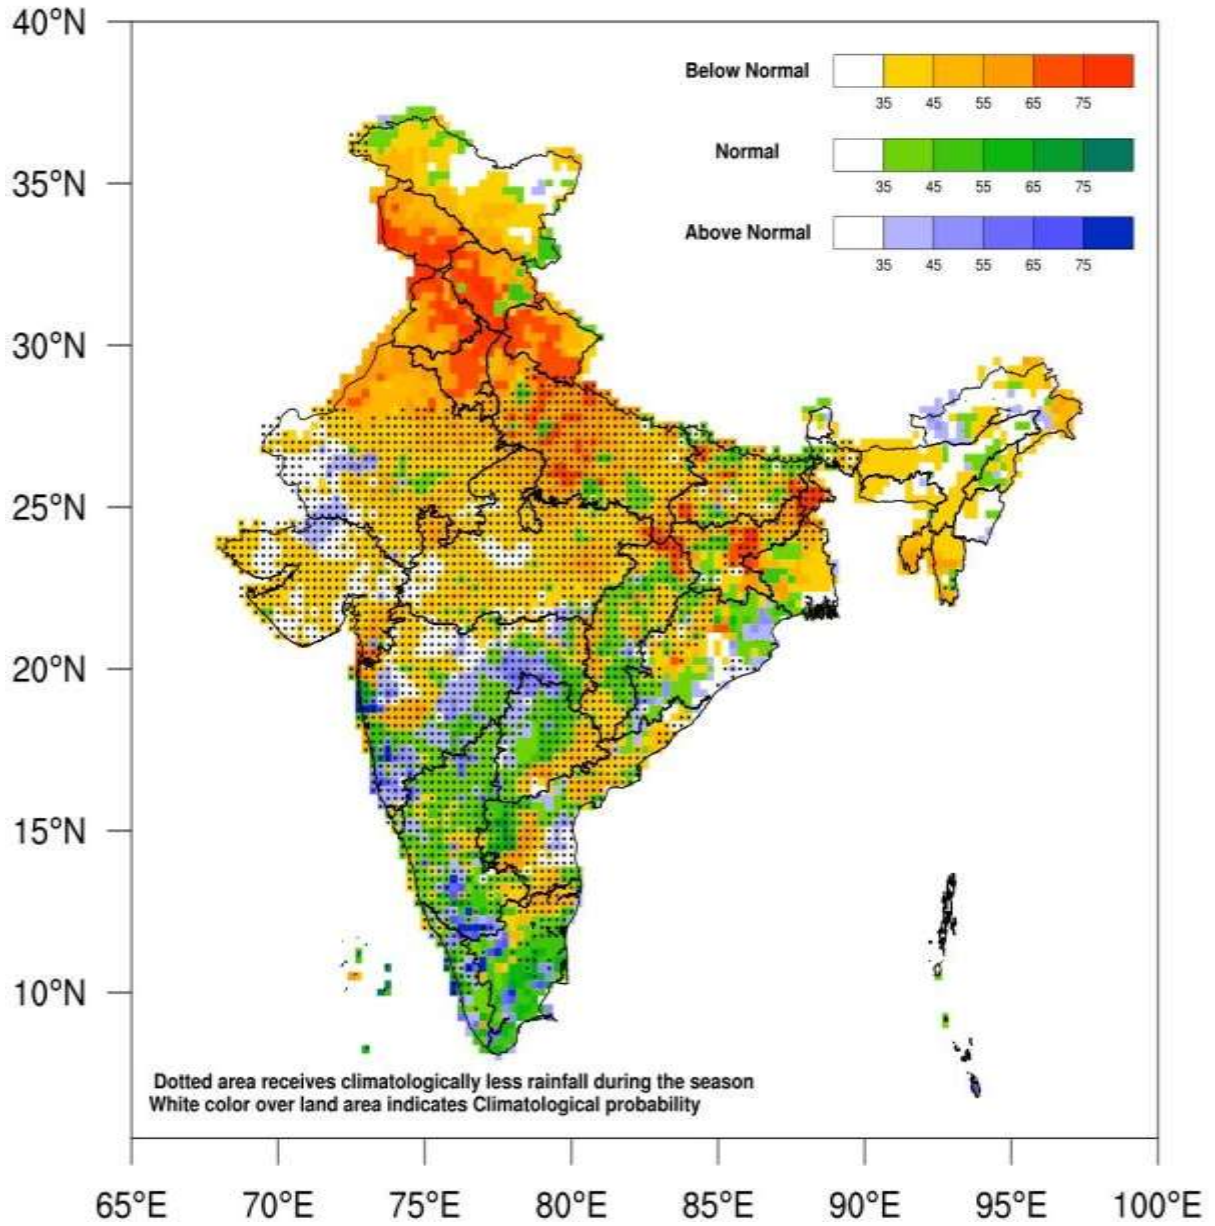 40°N
Below Normal
35 45 55 65 75
Normal
35 45 55 65 75
35°N
Above Normal
35 45 55 65 75
30°N
25°N
20°N
15°N
10°N
Dotted area receives climatologically less rainfall during the season
White color over land area indicates Climatological probability
65°E 70°E 75°E 80°E 85°E 90°E 95°E 100°E